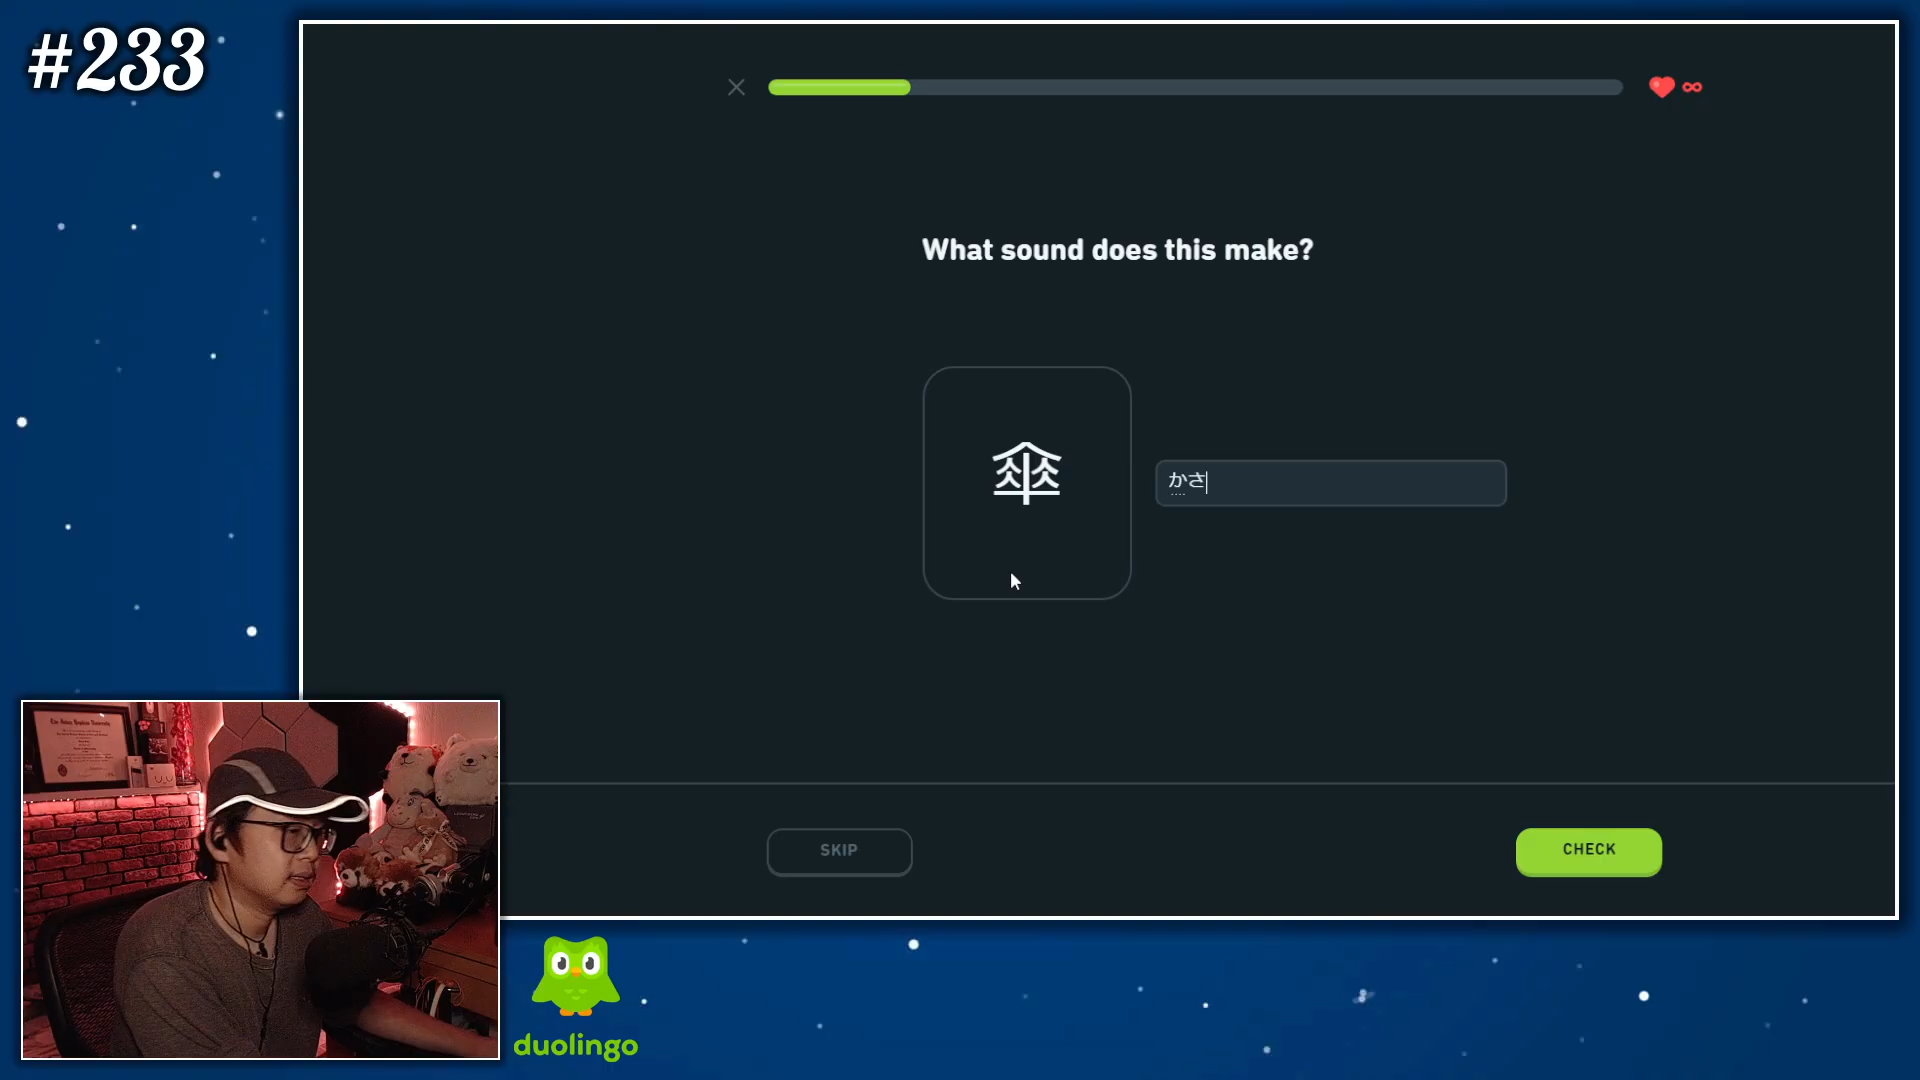 #233
What sound does this make?
傘
かさ
SKIP
CHECK
duolingo